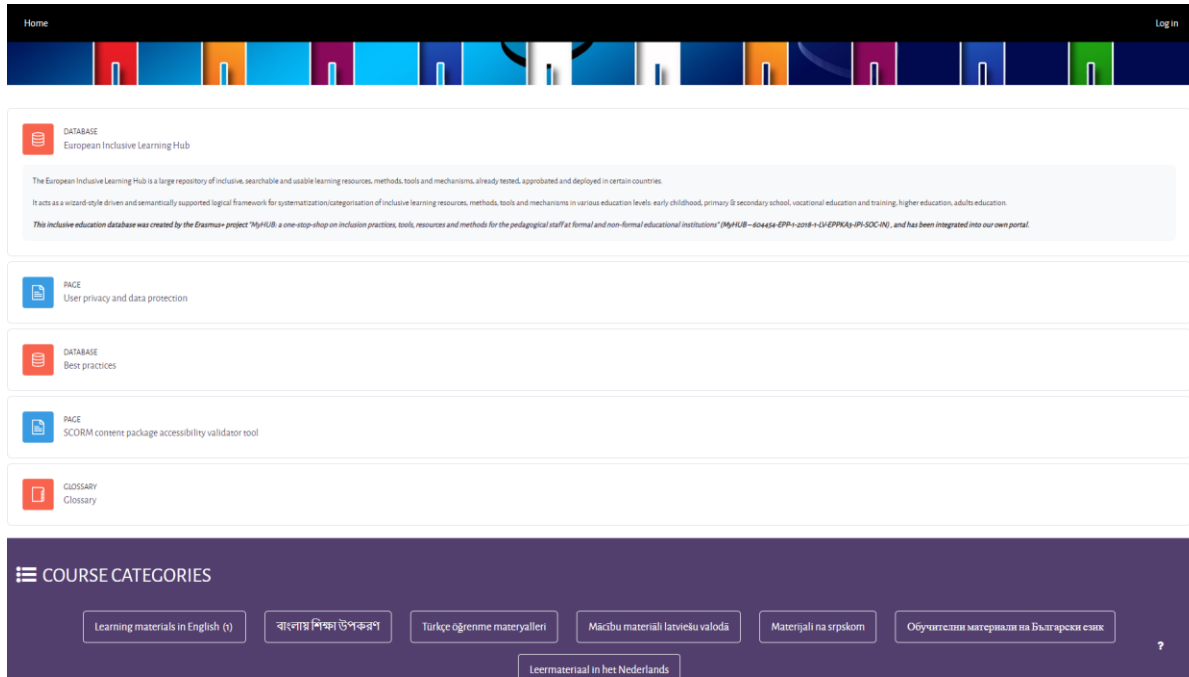 Home
Log in
DATABASE
European Inclusive Learning Hub
The European Inclusive Learning Hub is a large repository of inclusive, searchable and usable learning resources, methods, tools and mechanisms, already tested, approbated and deployed in certain countries.
It acts as a wizard-style driven and semantically supported logical framework for systematization/categorisation of inclusive learning resources, methods, tools and mechanisms in various education levels: early childhood, primary & secondary school, vocational education and training, higher education, adults education.
This inclusive education database was created by the Erasmus+ project "MyHUB: a one-stop-shop on inclusion practices, tools, resources and methods for the pedagogical staff at formal and non-formal educational institutions" (MyHUB – 604454-EPP-1-2018-1-LV-EPPKA3-IPI-SOC-IN) , and has been integrated into our own portal.
PAGE
User privacy and data protection
DATABASE
Best practices
PAGE
SCORM content package accessibility validator tool
GLOSSARY
Glossary
COURSE CATEGORIES
Learning materials in English (1)
বাংলায় শিক্ষা উপকরণ
Türkçe öğrenme materyalleri
Mācību materiāli latviešu valodā
Materijali na srpskom
Обучителни материали на Български език
?
Leermateriaal in het Nederlands